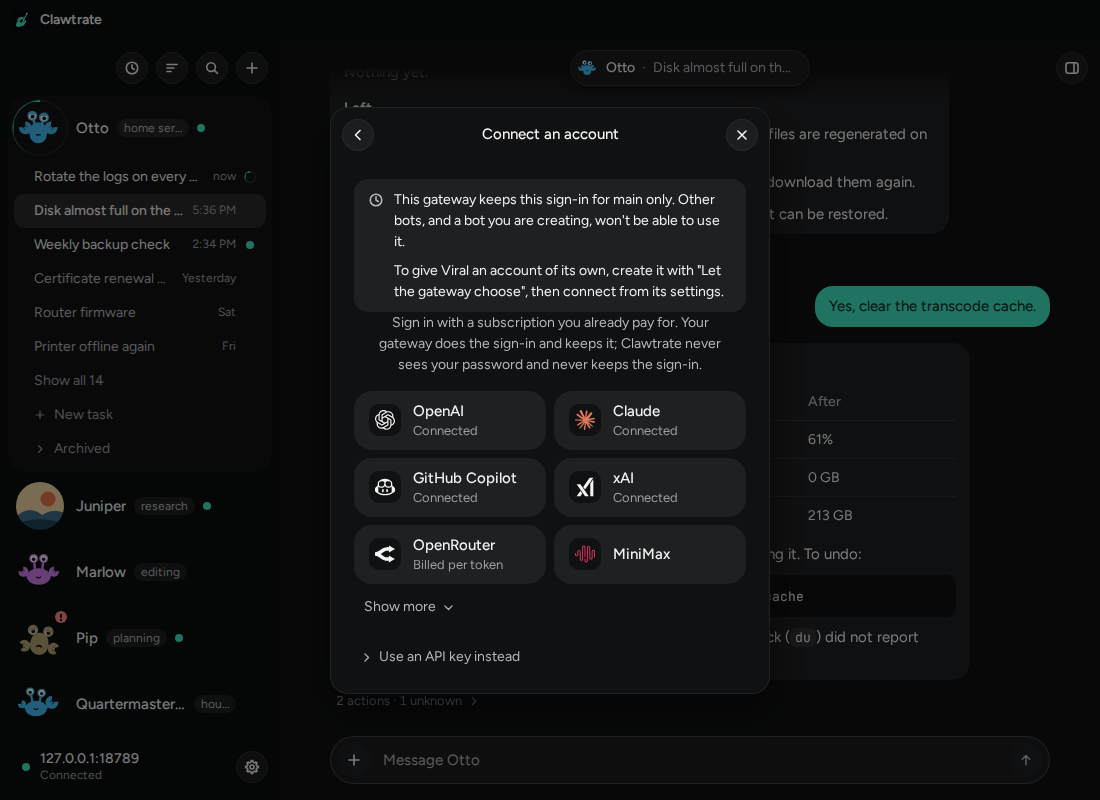 Clawtrate
Otto · Disk almost full on th...
Nothing yet.
Otto home ser...
Rotate the logs on every ... now
Disk almost full on the ... 5:36 PM
Weekly backup check 2:34 PM
Certificate renewal ... Yesterday
Router firmware Sat
Printer offline again Fri
Show all 14
+ New task
> Archived
Juniper research
Marlow editing
! Pip planning
Quartermaster... hou...
127.0.0.1:18789
Connected
Left
files are regenerated on
download them again.
t can be restored.
Yes, clear the transcode cache.
After
61%
0 GB
213 GB
ng it. To undo:
cache
ck ( du ) did not report
2 actions · 1 unknown >
Message Otto
Connect an account
This gateway keeps this sign-in for main only. Other
bots, and a bot you are creating, won't be able to use
it.
To give Viral an account of its own, create it with "Let
the gateway choose", then connect from its settings.
Sign in with a subscription you already pay for. Your
gateway does the sign-in and keeps it; Clawtrate never
sees your password and never keeps the sign-in.
OpenAI
Connected
Claude
Connected
GitHub Copilot
Connected
xAI
Connected
OpenRouter
Billed per token
MiniMax
Show more
Use an API key instead